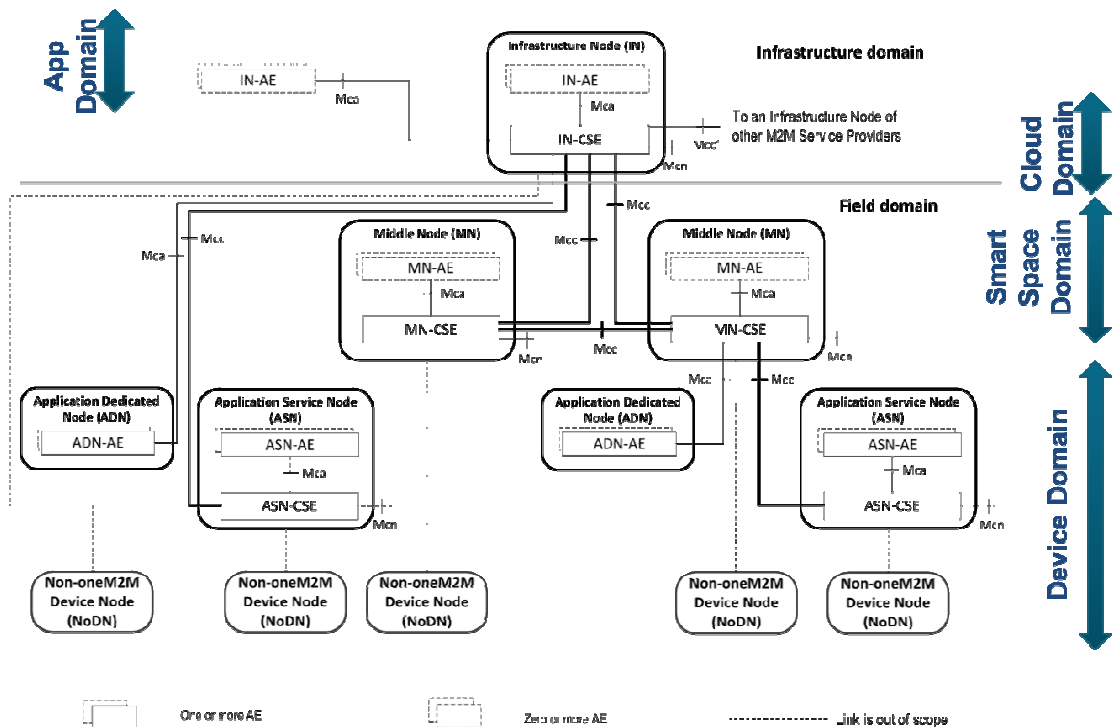 App
Domain
Infrastructure Node (IN)
Infrastructure domain
IN-AE
Mca
IN-AE
Mca
IN-CSE
To an Infrastructure Node of
other M2M Service Providers
Mcc'
Mcn
Cloud
Domain
Field domain
Mcc
Mcc
Mca
Mcc
Middle Node (MN)
MN-AE
Mca
MN-CSE
Mcn
Mcc
Middle Node (MN)
MN-AE
Mca
MN-CSE
Mcn
Smart
Space
Domain
Mcc
Mcc
Application Dedicated
Node (ADN)
ADN-AE
Application Service Node
(ASN)
ASN-AE
Mca
ASN-CSE
Mcn
Application Dedicated
Node (ADN)
ADN-AE
Application Service Node
(ASN)
ASN-AE
Mca
ASN-CSE
Mcn
Device Domain
Non-oneM2M
Device Node
(NoDN)
Non-oneM2M
Device Node
(NoDN)
Non-oneM2M
Device Node
(NoDN)
Non-oneM2M
Device Node
(NoDN)
Non-oneM2M
Device Node
(NoDN)
One or more AE
Zero or more AE
Link is out of scope